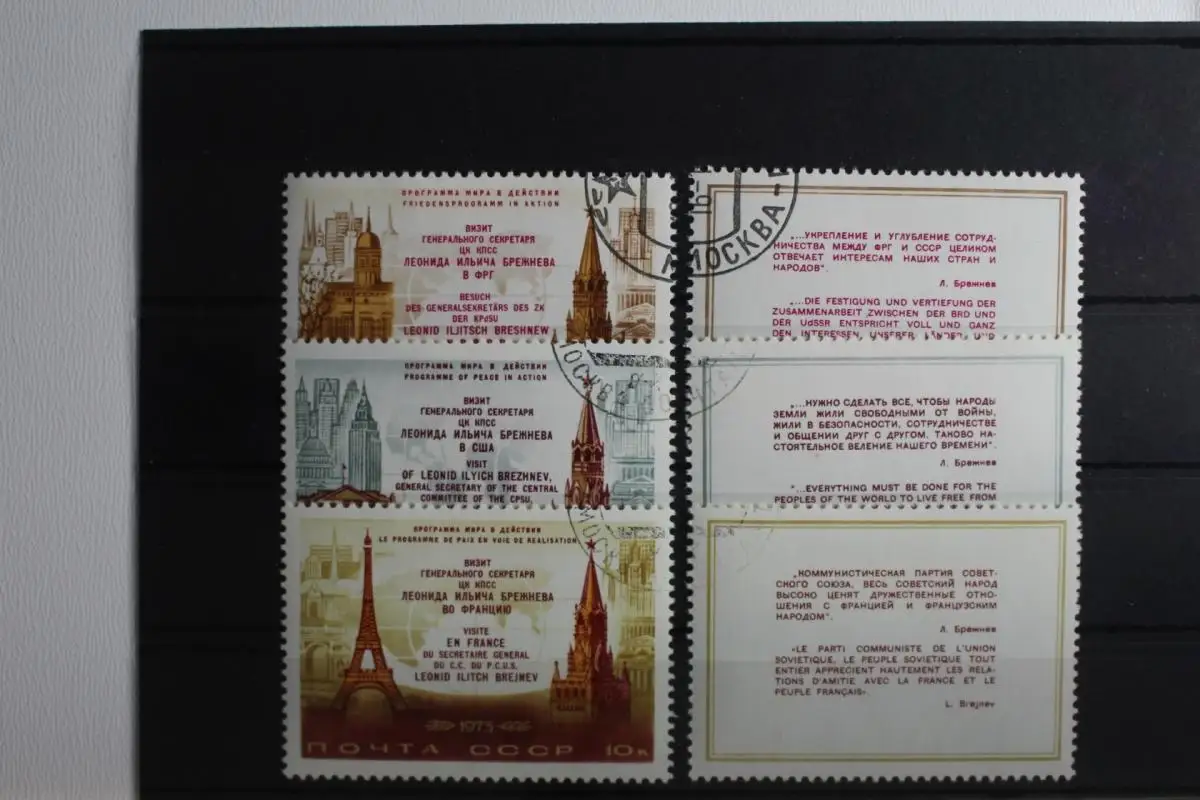 ПРОГРАММА МИРА В ДЕЙСТВИИ
FRIEDENSPROGRAMM IN AKTION
ВИЗИТ
ГЕНЕРАЛЬНОГО СЕКРЕТАРЯ
ЦК КПСС
ЛЕОНИДА ИЛЬИЧА БРЕЖНЕВА
В ФРГ
BESUCH
DES GENERALSEKRETÄRS DES ZK
DER KPdSU
LEONID ILJITSCH BRESHNEW
16
МОСКВА
„...УКРЕПЛЕНИЕ И УГЛУБЛЕНИЕ СОТРУД-
НИЧЕСТВА МЕЖДУ ФРГ И СССР ЦЕЛИКОМ
ОТВЕЧАЕТ ИНТЕРЕСАМ НАШИХ СТРАН И
НАРОДОВ".
Л. Брежнев
„...DIE FESTIGUNG UND VERTIEFUNG DER
ZUSAMMENARBEIT ZWISCHEN DER BRD UND
DER UdSSR ENTSPRICHT VOLL UND GANZ
DEN INTERESSEN UNSERER LÄNDER UND
ПРОГРАММА МИРА В ДЕЙСТВИИ
PROGRAMME OF PEACE IN ACTION
ВИЗИТ
ГЕНЕРАЛЬНОГО СЕКРЕТАРЯ
ЦК КПСС
ЛЕОНИДА ИЛЬИЧА БРЕЖНЕВА
В США
VISIT
OF LEONID ILYICH BREZHNEV,
GENERAL SECRETARY OF THE CENTRAL
COMMITTEE OF THE CPSU,
МОСКВА
„...НУЖНО СДЕЛАТЬ ВСЕ, ЧТОБЫ НАРОДЫ
ЗЕМЛИ ЖИЛИ СВОБОДНЫМИ ОТ ВОЙНЫ,
ЖИЛИ В БЕЗОПАСНОСТИ, СОТРУДНИЧЕСТВЕ
И ОБЩЕНИИ ДРУГ С ДРУГОМ. ТАКОВО НА-
СТОЯТЕЛЬНОЕ ВЕЛЕНИЕ НАШЕГО ВРЕМЕНИ".
Л. Брежнев
"...EVERYTHING MUST BE DONE FOR THE
PEOPLES OF THE WORLD TO LIVE FREE FROM
ПРОГРАММА МИРА В ДЕЙСТВИИ
LE PROGRAMME DE PAIX EN VOIE DE REALISATION
ВИЗИТ
ГЕНЕРАЛЬНОГО СЕКРЕТАРЯ
ЦК КПСС
ЛЕОНИДА ИЛЬИЧА БРЕЖНЕВА
ВО ФРАНЦИЮ
VISITE
EN FRANCE
DU SECRETAIRE GENERAL
DU C.C. DU P.C.U.S.
LEONID ILITCH BREJNEV
1973
ПОЧТА СССР 10к
„КОММУНИСТИЧЕСКАЯ ПАРТИЯ СОВЕТ-
СКОГО СОЮЗА, ВЕСЬ СОВЕТСКИЙ НАРОД
ВЫСОКО ЦЕНЯТ ДРУЖЕСТВЕННЫЕ ОТНО-
ШЕНИЯ С ФРАНЦИЕЙ И ФРАНЦУЗСКИМ
НАРОДОМ".
Л. Брежнев
«LE PARTI COMMUNISTE DE L'UNION
SOVIETIQUE, LE PEUPLE SOVIETIQUE TOUT
ENTIER APPRECIENT HAUTEMENT LES RELA-
TIONS D'AMITIE AVEC LA FRANCE ET LE
PEUPLE FRANÇAIS».
L. Brejnev